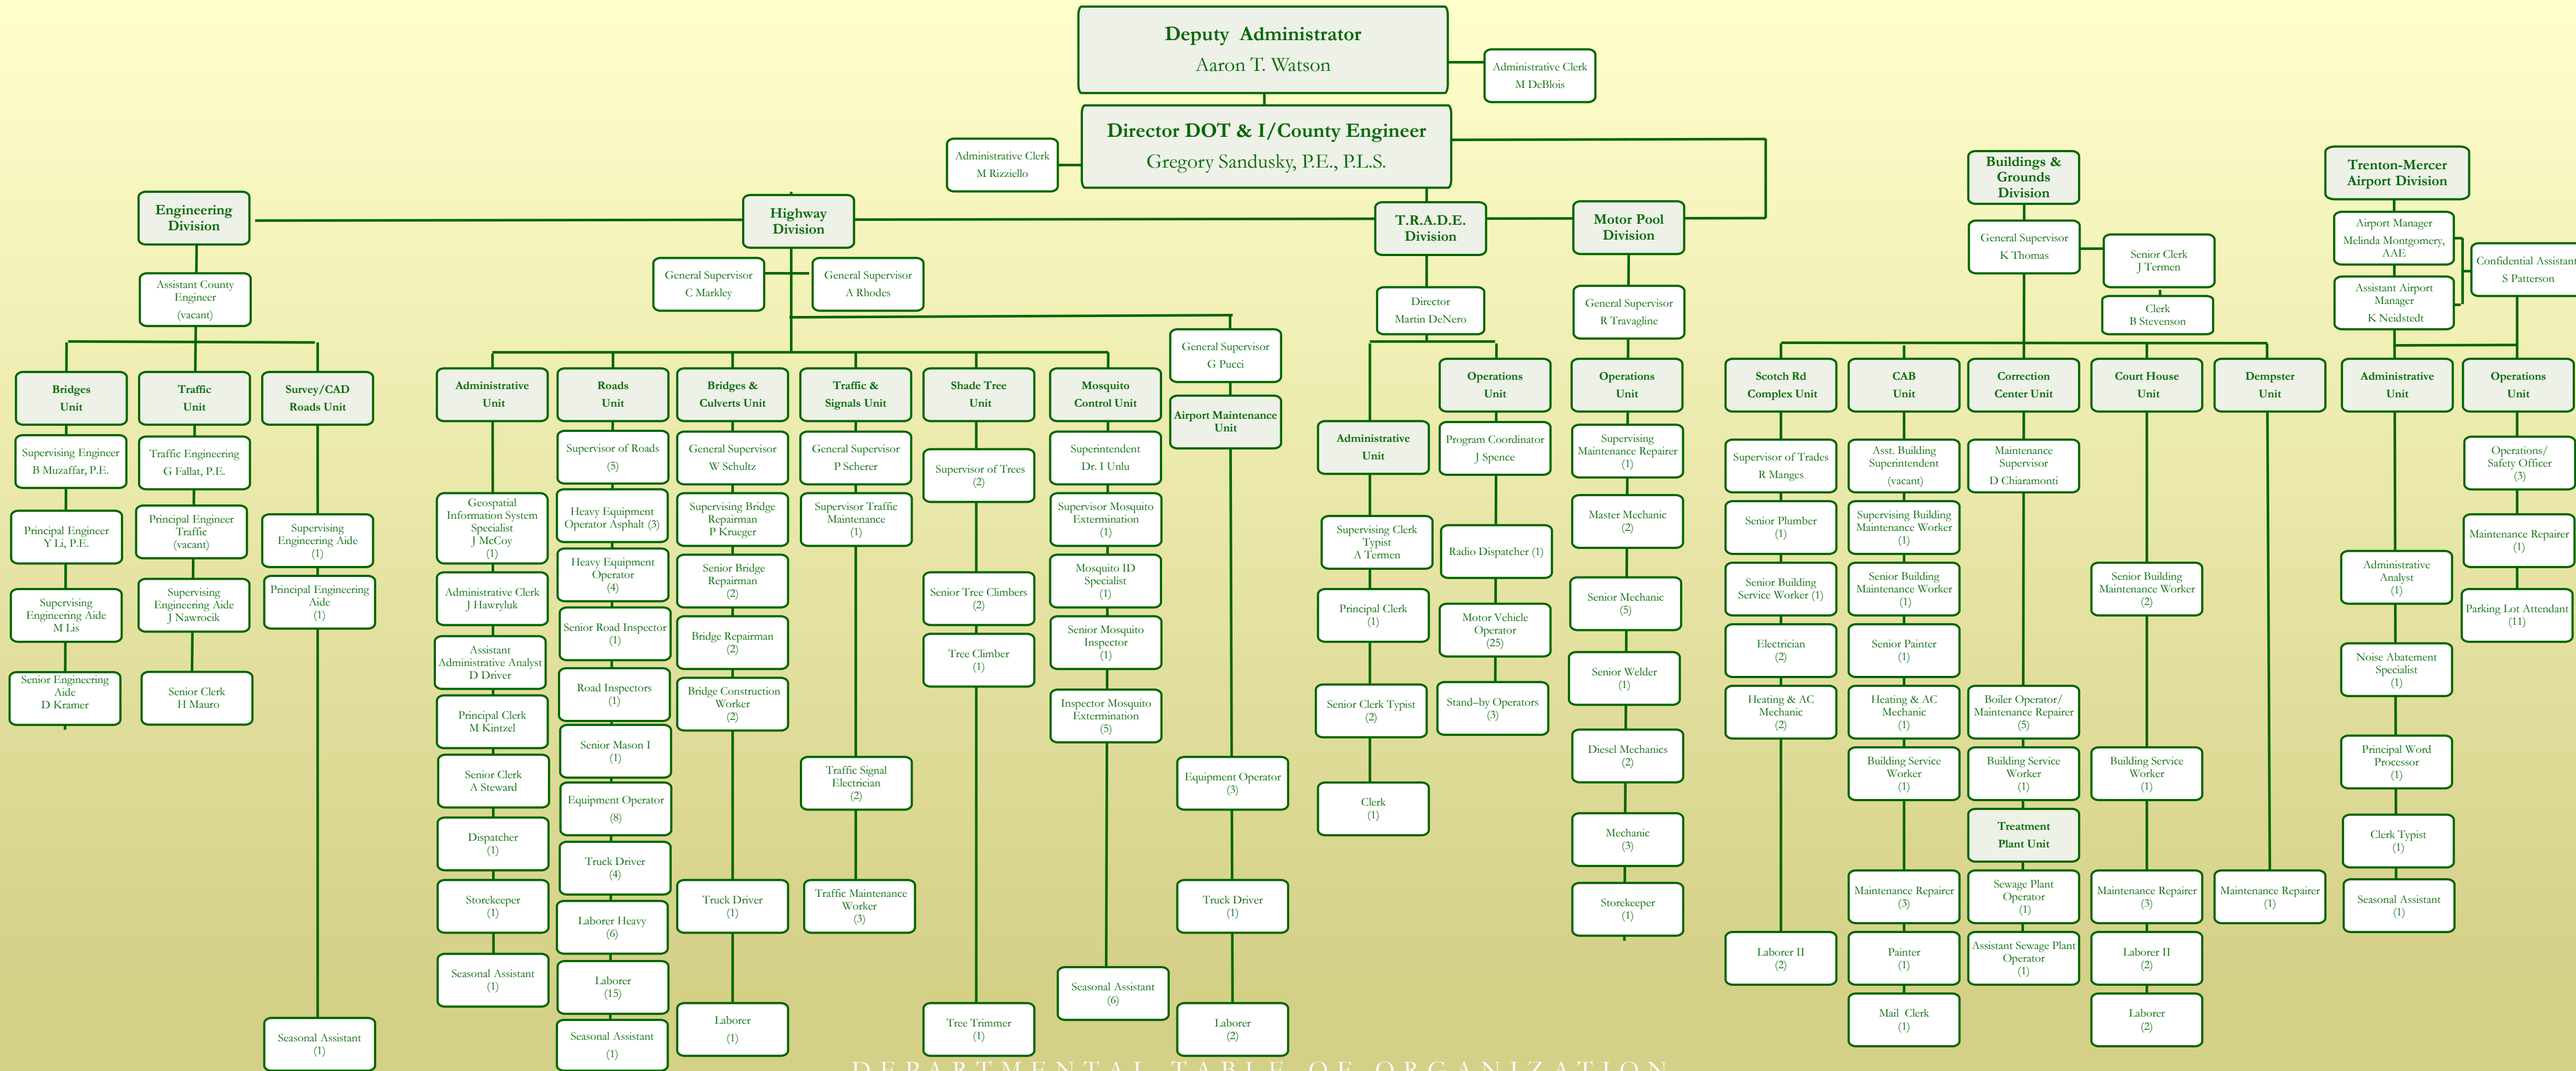 Deputy Administrator
Aaron T. Watson
Administrative Clerk
M DeBlois
Director DOT & I/County Engineer
Gregory Sandusky, P.E., P.L.S.
Administrative Clerk
M Rizziello
Engineering
Division
Assistant County
Engineer
(vacant)
Bridges
Unit
Supervising Engineer
B Muzaffar, P.E.
Principal Engineer
Y Li, P.E.
Supervising
Engineering Aide
M Lis
Senior Engineering
Aide
D Kramer
Traffic
Unit
Traffic Engineering
G Fallat, P.E.
Principal Engineer
Traffic
(vacant)
Supervising
Engineering Aide
J Nawrocik
Senior Clerk
H Mauro
Survey/CAD
Roads Unit
Supervising
Engineering Aide
(1)
Principal Engineering
Aide
(1)
Seasonal Assistant
(1)
Highway
Division
General Supervisor
C Markley
General Supervisor
A Rhodes
Administrative
Unit
Geospatial
Information System
Specialist
J McCoy
(1)
Administrative Clerk
J Hawryluk
Assistant
Administrative Analyst
D Driver
Principal Clerk
M Kintzel
Senior Clerk
A Steward
Dispatcher
(1)
Storekeeper
(1)
Seasonal Assistant
(1)
Roads
Unit
Supervisor of Roads
(5)
Heavy Equipment
Operator Asphalt (3)
Heavy Equipment
Operator
(4)
Senior Road Inspector
(1)
Road Inspectors
(1)
Senior Mason I
(1)
Equipment Operator
(8)
Truck Driver
(4)
Laborer Heavy
(6)
Laborer
(15)
Seasonal Assistant
(1)
Bridges &
Culverts Unit
General Supervisor
W Schultz
Supervising Bridge
Repairman
P Krueger
Senior Bridge
Repairman
(2)
Bridge Repairman
(2)
Bridge Construction
Worker
(2)
Truck Driver
(1)
Laborer
(1)
Traffic &
Signals Unit
General Supervisor
P Scherer
Supervisor Traffic
Maintenance
(1)
Traffic Signal
Electrician
(2)
Traffic Maintenance
Worker
(3)
Shade Tree
Unit
Supervisor of Trees
(2)
Senior Tree Climbers
(2)
Tree Climber
(1)
Tree Trimmer
(1)
Mosquito
Control Unit
Superintendent
Dr. I Unlu
Supervisor Mosquito
Extermination
(1)
Mosquito ID
Specialist
(1)
Senior Mosquito
Inspector
(1)
Inspector Mosquito
Extermination
(5)
Seasonal Assistant
(6)
General Supervisor
G Pucci
Airport Maintenance
Unit
Equipment Operator
(3)
Truck Driver
(1)
Laborer
(2)
T.R.A.D.E.
Division
Director
Martin DeNero
Administrative
Unit
Supervising Clerk
Typist
A Termen
Principal Clerk
(1)
Senior Clerk Typist
(2)
Clerk
(1)
Operations
Unit
Program Coordinator
J Spence
Radio Dispatcher (1)
Motor Vehicle
Operator
(25)
Stand–by Operators
(3)
Motor Pool
Division
General Supervisor
R Travagline
Operations
Unit
Supervising
Maintenance Repairer
(1)
Master Mechanic
(2)
Senior Mechanic
(5)
Senior Welder
(1)
Diesel Mechanics
(2)
Mechanic
(3)
Storekeeper
(1)
Buildings &
Grounds
Division
General Supervisor
K Thomas
Senior Clerk
J Termen
Clerk
B Stevenson
Scotch Rd
Complex Unit
Supervisor of Trades
R Manges
Senior Plumber
(1)
Senior Building
Service Worker (1)
Electrician
(2)
Heating & AC
Mechanic
(2)
Laborer II
(2)
CAB
Unit
Asst. Building
Superintendent
(vacant)
Supervising Building
Maintenance Worker
(1)
Senior Building
Maintenance Worker
(1)
Senior Painter
(1)
Heating & AC
Mechanic
(1)
Building Service
Worker
(1)
Maintenance Repairer
(3)
Painter
(1)
Mail Clerk
(1)
Correction
Center Unit
Maintenance
Supervisor
D Chiaramonti
Boiler Operator/
Maintenance Repairer
(5)
Building Service
Worker
(1)
Treatment
Plant Unit
Sewage Plant
Operator
(1)
Assistant Sewage Plant
Operator
(1)
Court House
Unit
Senior Building
Maintenance Worker
(2)
Building Service
Worker
(1)
Maintenance Repairer
(3)
Laborer II
(2)
Laborer
(2)
Dempster
Unit
Maintenance Repairer
(1)
Trenton-Mercer
Airport Division
Airport Manager
Melinda Montgomery,
AAE
Assistant Airport
Manager
K Neidstedt
Confidential Assistant
S Patterson
Administrative
Unit
Administrative
Analyst
(1)
Noise Abatement
Specialist
(1)
Principal Word
Processor
(1)
Clerk Typist
(1)
Seasonal Assistant
(1)
Operations
Unit
Operations/
Safety Officer
(3)
Maintenance Repairer
(1)
Parking Lot Attendant
(11)
DEPARTMENTAL TABLE OF ORGANIZATION